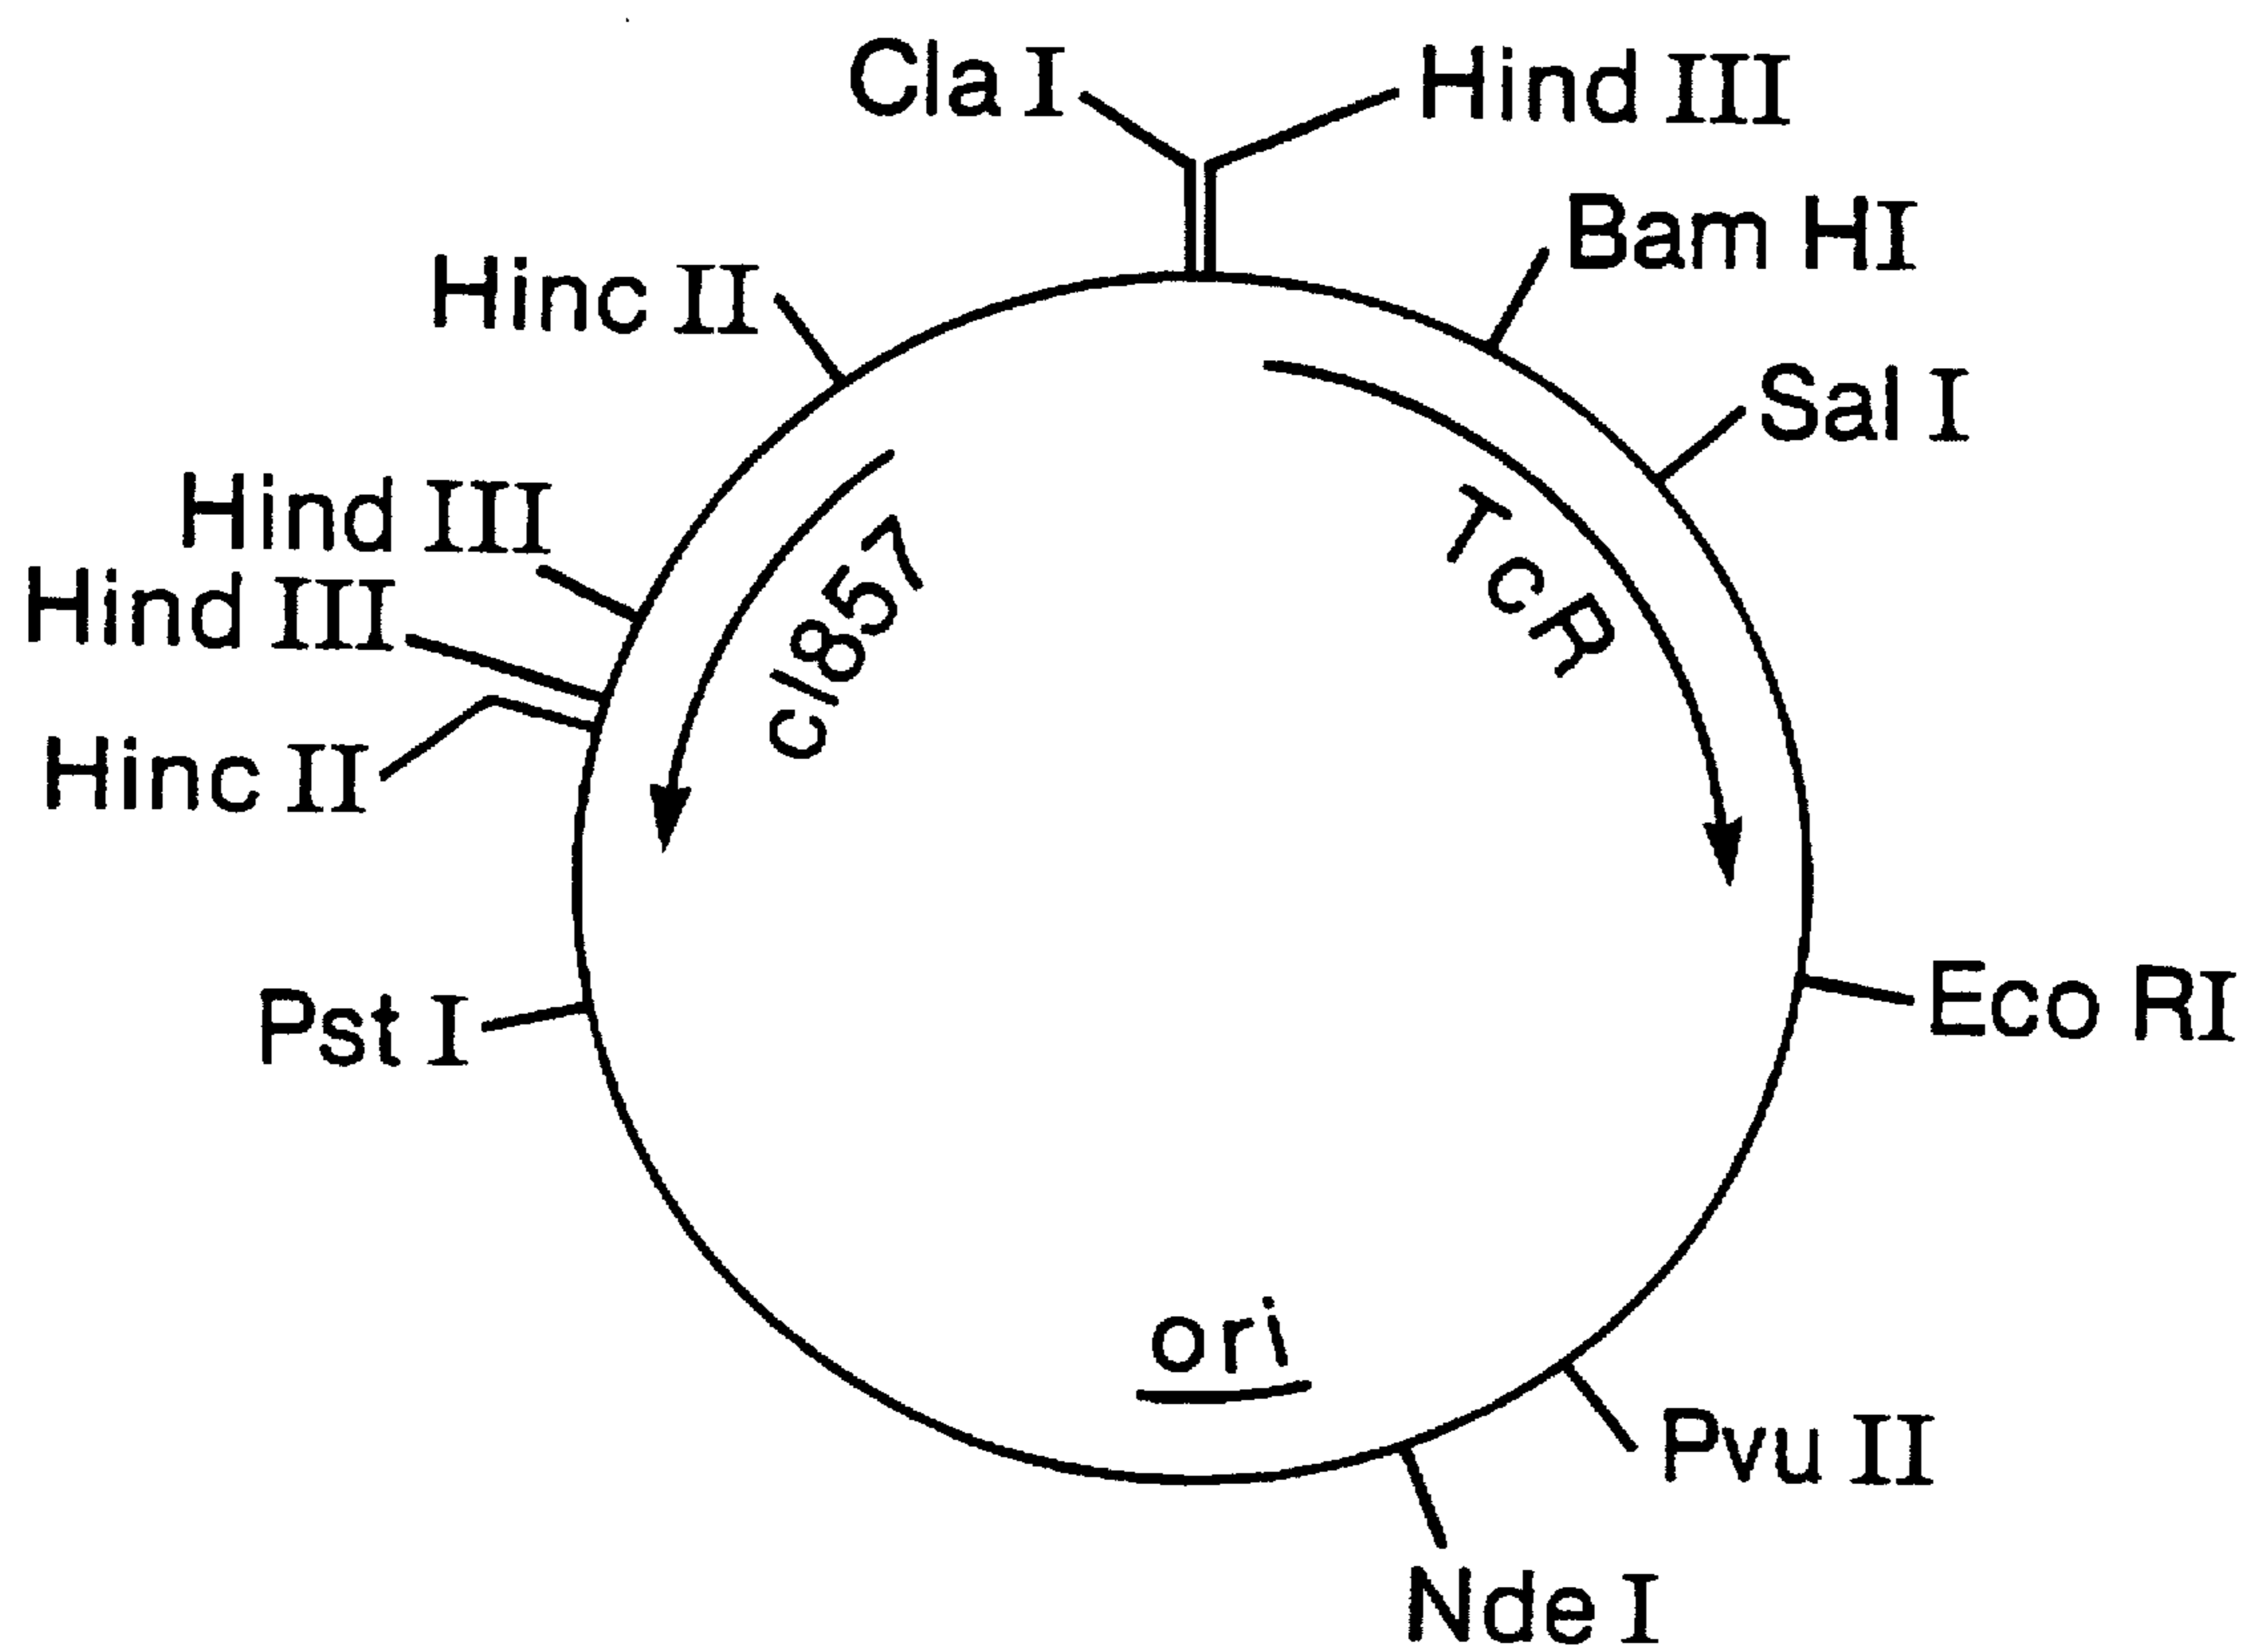 Cla I
Hind III
Bam HI
Hinc II
Sal I
Hind III
Hind III
TcR
cI857
Hinc II
Pst I
Eco RI
ori
Pvu II
Nde I